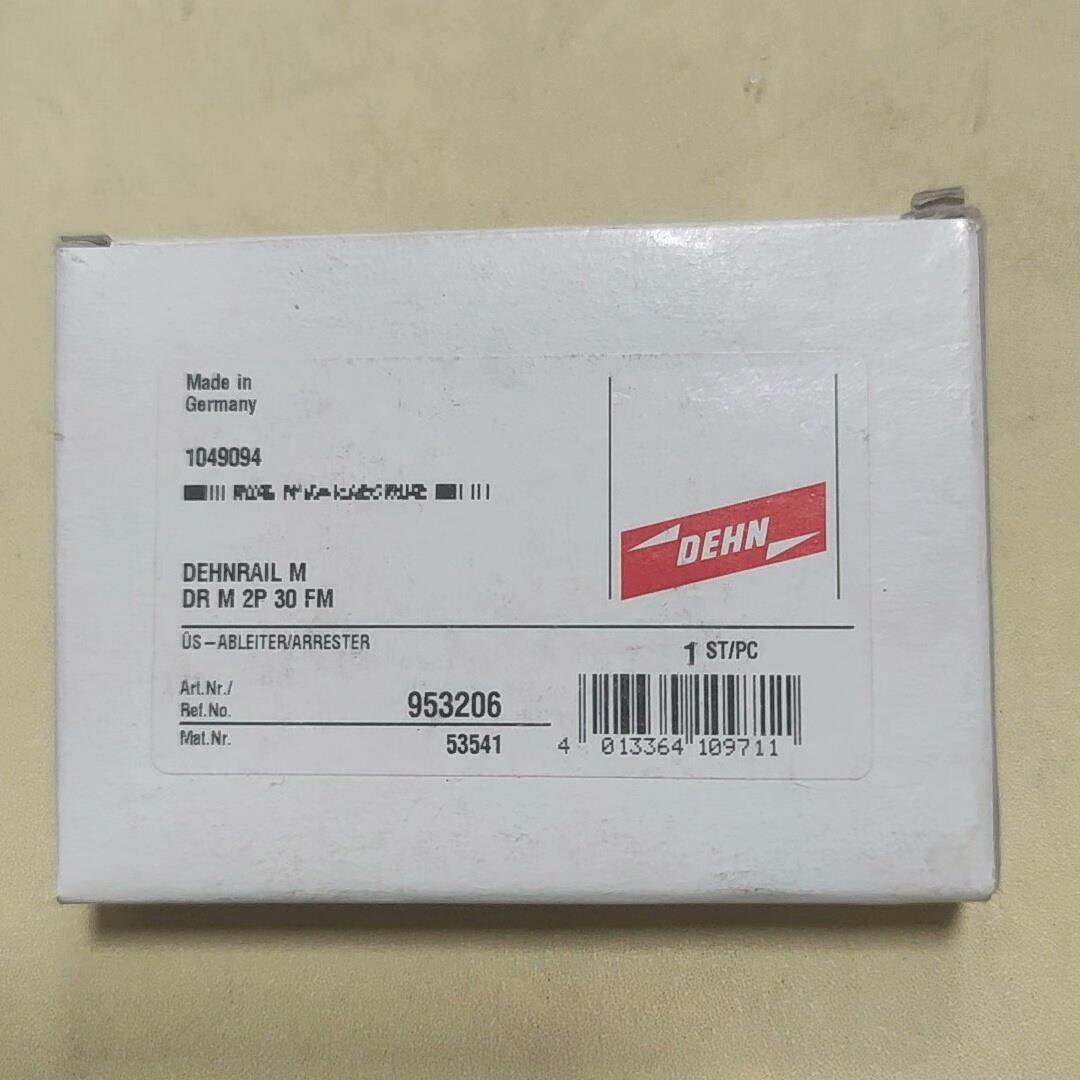 Made in
Germany
1049094
DEHNRAIL M
DR M 2P 30 FM
DEHN
ÜS-ABLEITER/ARRESTER
1 ST/PC
Art.Nr./
Ref.No.
953206
Mat.Nr.
53541
4 013364 109711